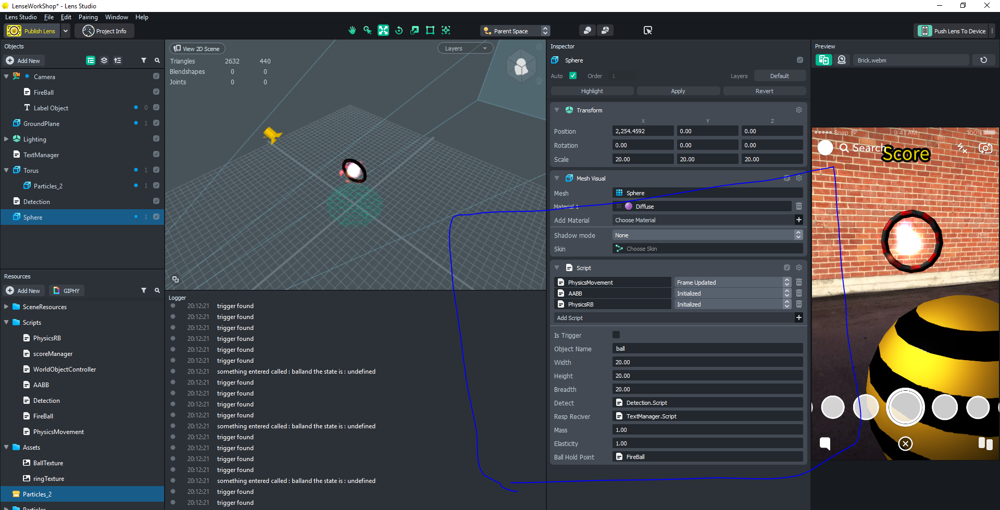 LenseWorkShop* - Lens Studio
Lens Studio File Edit Pairing Window Help
Publish Lens Project Info Parent Space Push Lens To Device
Objects
Add New
Camera
FireBall
Label Object 0
GroundPlane 1
Lighting
TextManager
Torus 1
Particles_2 1
Detection
Sphere 1
Resources
Add New GIPHY
SceneResources
Scripts
PhysicsRB
scoreManager
WorldObjectController
AABB
Detection
FireBall
PhysicsMovement
Assets
BallTexture
ringTexture
Particles_2
Particles
View 2D Scene Layers
Triangles 2632 440
Blendshapes 0 0
Joints 0 0
Logger
20:12:21 trigger found
20:12:21 trigger found
20:12:21 trigger found
20:12:21 trigger found
20:12:21 trigger found
20:12:21 trigger found
20:12:21 something entered called : balland the state is : undefined
20:12:21 trigger found
20:12:21 trigger found
20:12:21 trigger found
20:12:21 trigger found
20:12:21 something entered called : balland the state is : undefined
20:12:21 trigger found
20:12:21 trigger found
20:12:21 trigger found
20:12:21 trigger found
20:12:21 something entered called : balland the state is : undefined
20:12:21 trigger found
20:12:21 trigger found
Inspector
Sphere
Auto Order 1 Layers Default
Highlight Apply Revert
Transform
X Y Z
Position 2,254.4592 0.00 0.00
Rotation 0.00 0.00 0.00
Scale 20.00 20.00 20.00
Mesh Visual
Mesh Sphere
Material 1 Diffuse
Add Material Choose Material
Shadow mode None
Skin Choose Skin
Script
PhysicsMovement Frame Updated
AABB Initialized
PhysicsRB Initialized
Add Script
Is Trigger
Object Name ball
Width 20.00
Height 20.00
Breadth 20.00
Detect Detection.Script
Resp Reciver TextManager.Script
Mass 1.00
Elasticity 1.00
Ball Hold Point FireBall
Preview
Brick.webm
Snap 9:41 AM 100%
Search
Score